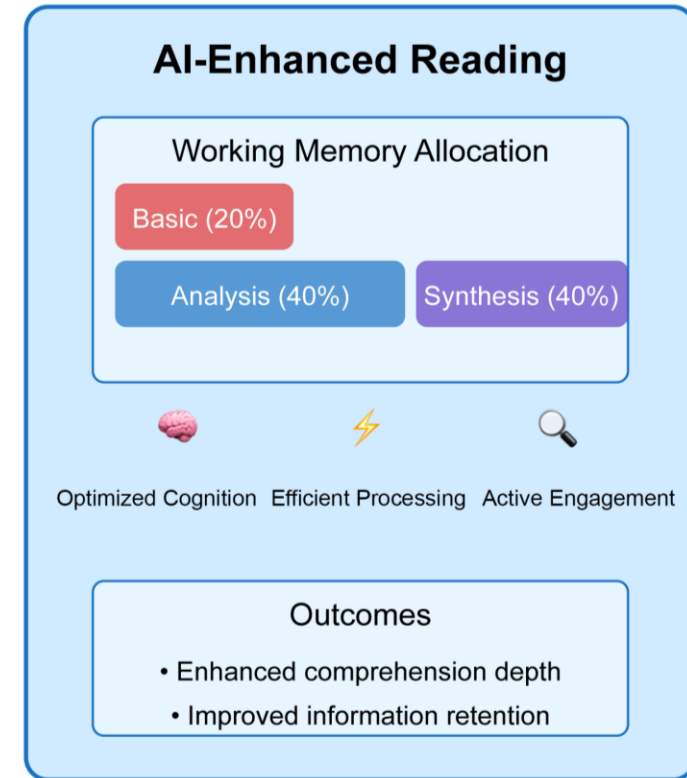 AI-Enhanced Reading
Working Memory Allocation
Basic (20%)
Analysis (40%) Synthesis (40%)
Optimized Cognition Efficient Processing Active Engagement
Outcomes
• Enhanced comprehension depth
• Improved information retention